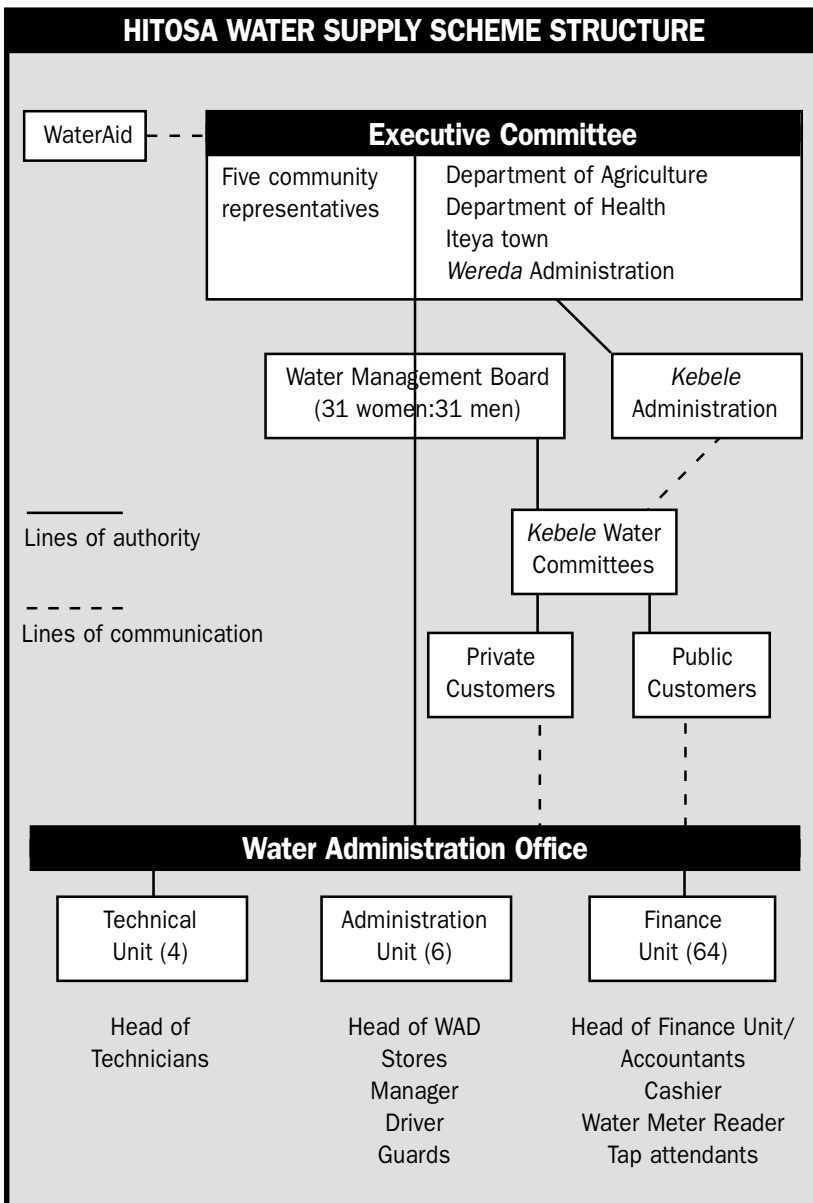 HITOSA WATER SUPPLY SCHEME STRUCTURE
WaterAid
Executive Committee
Five community
representatives
Department of Agriculture
Department of Health
Iteya town
Wereda Administration
Water Management Board
(31 women:31 men)
Kebele
Administration
Lines of authority
Kebele Water
Committees
Lines of communication
Private
Customers
Public
Customers
Water Administration Office
Technical
Unit (4)
Administration
Unit (6)
Finance
Unit (64)
Head of
Technicians
Head of WAD
Stores
Manager
Driver
Guards
Head of Finance Unit/
Accountants
Cashier
Water Meter Reader
Tap attendants